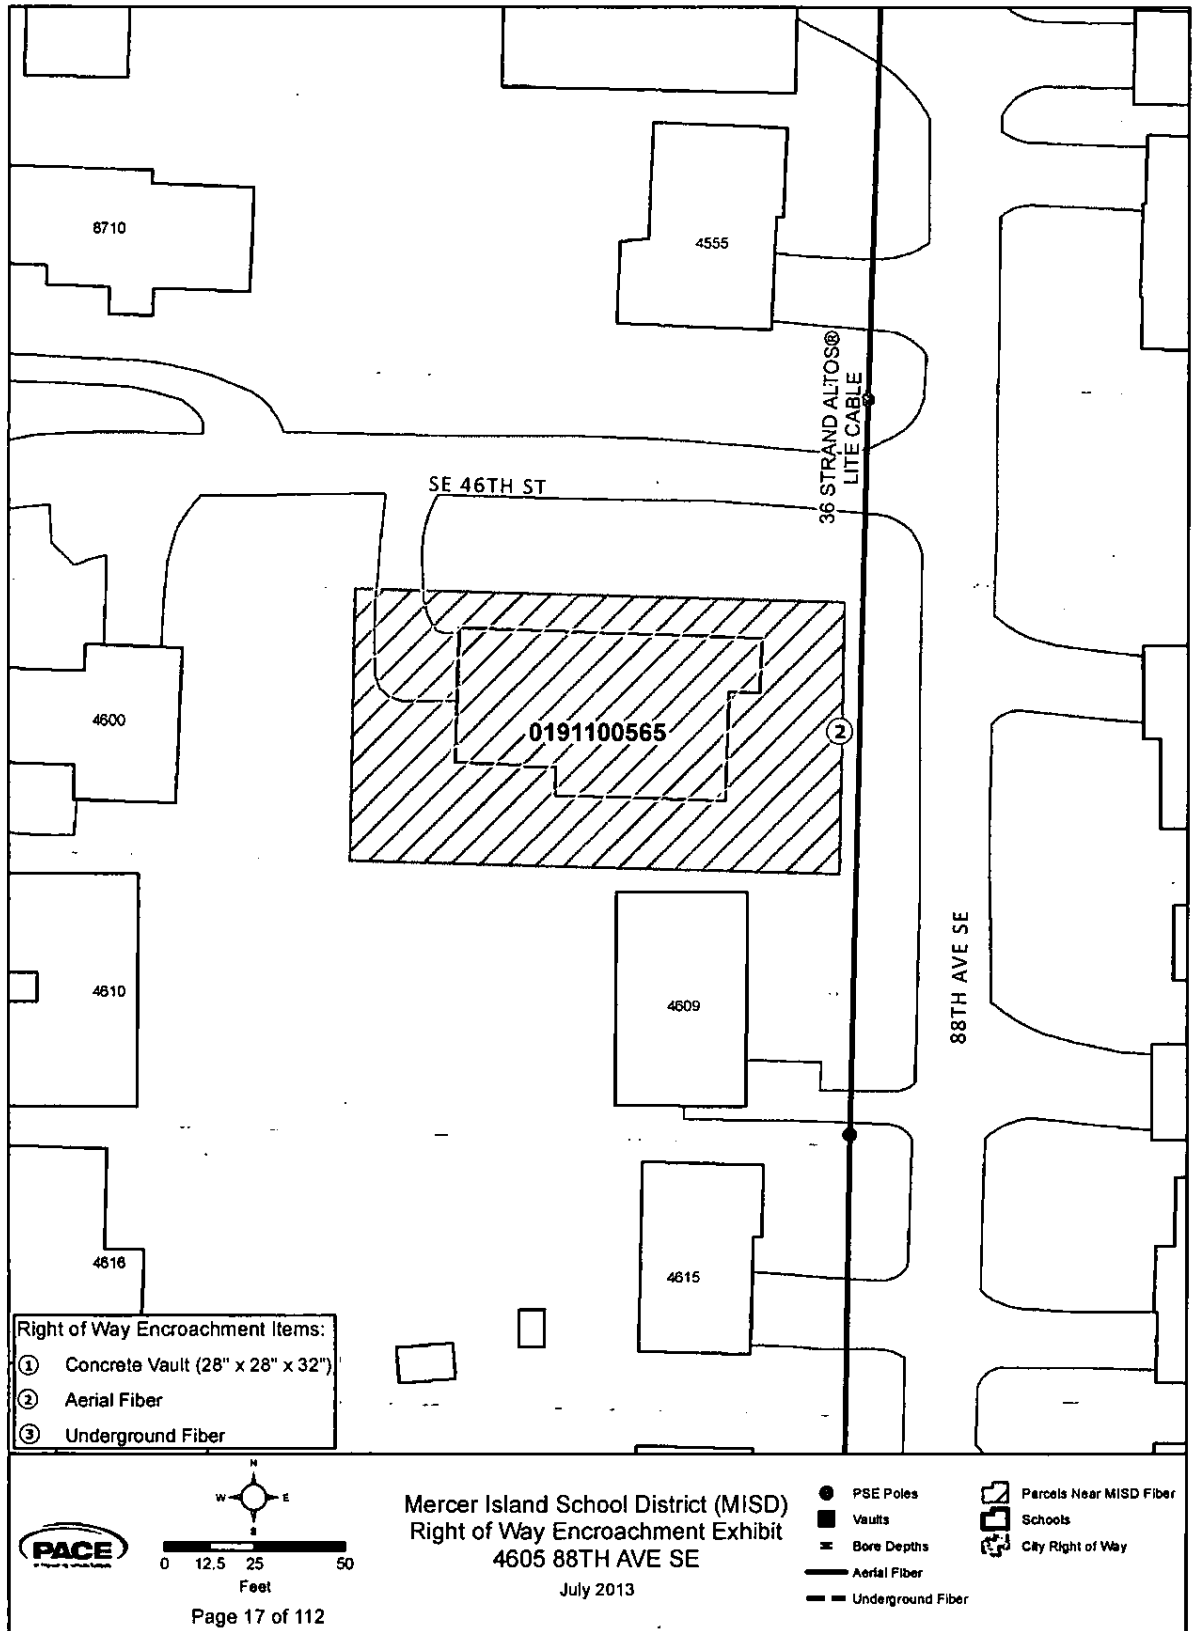 8710
4555
36 STRAND ALTOS®
LITE CABLE
SE 46TH ST
4600
0191100565
2
4610
4609
88TH AVE SE
4616
4615
Right of Way Encroachment Items:
1 Concrete Vault (28" x 28" x 32")
2 Aerial Fiber
3 Underground Fiber
N
W E
S
PACE
0 12.5 25 50
Feet
Page 17 of 112
Mercer Island School District (MISD)
Right of Way Encroachment Exhibit
4605 88TH AVE SE
July 2013
PSE Poles
Vaults
Bore Depths
Aerial Fiber
Underground Fiber
Parcels Near MISD Fiber
Schools
City Right of Way